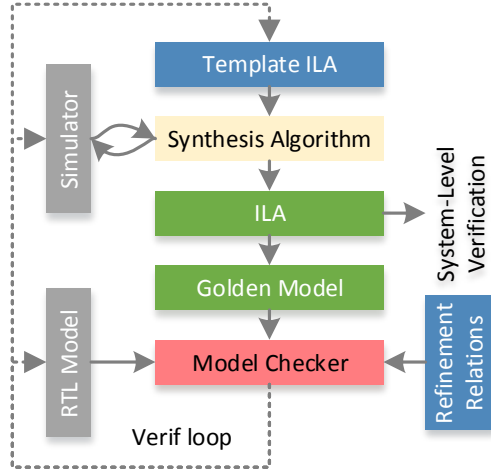 Template ILA
Simulator
Synthesis Algorithm
ILA
System-Level
Verification
Golden Model
RTL Model
Model Checker
Refinement
Relations
Verif loop